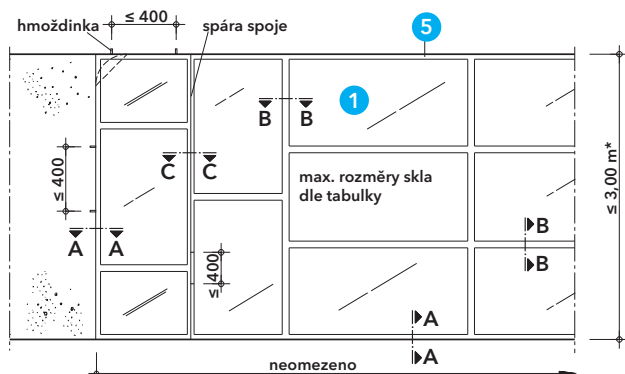 ≤ 400
hmoždinka
spára spoje
5
1
B B
C C
≤ 400
max. rozměry skla
dle tabulky
≤ 3,00 m*
A A
B
B
≤ 400
A
A
neomezeno